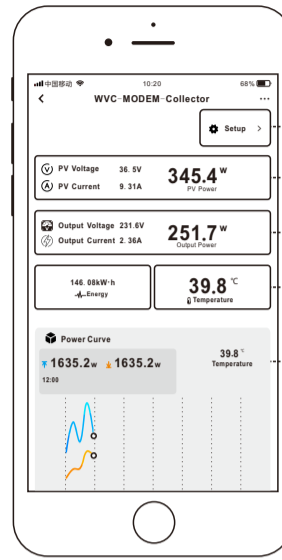 中国移动 10:20 68%
WVC-MODEM-Collector
Setup >
V PV Voltage 36.5V
A PV Current 9.31A
345.4 W
PV Power
Output Voltage 231.6V
Output Current 2.36A
251.7 W
Output Power
146.08kW·h
Energy
39.8 ℃
Temperature
Power Curve
1635.2w 1635.2w
12:00
39.8 ℃
Temperature